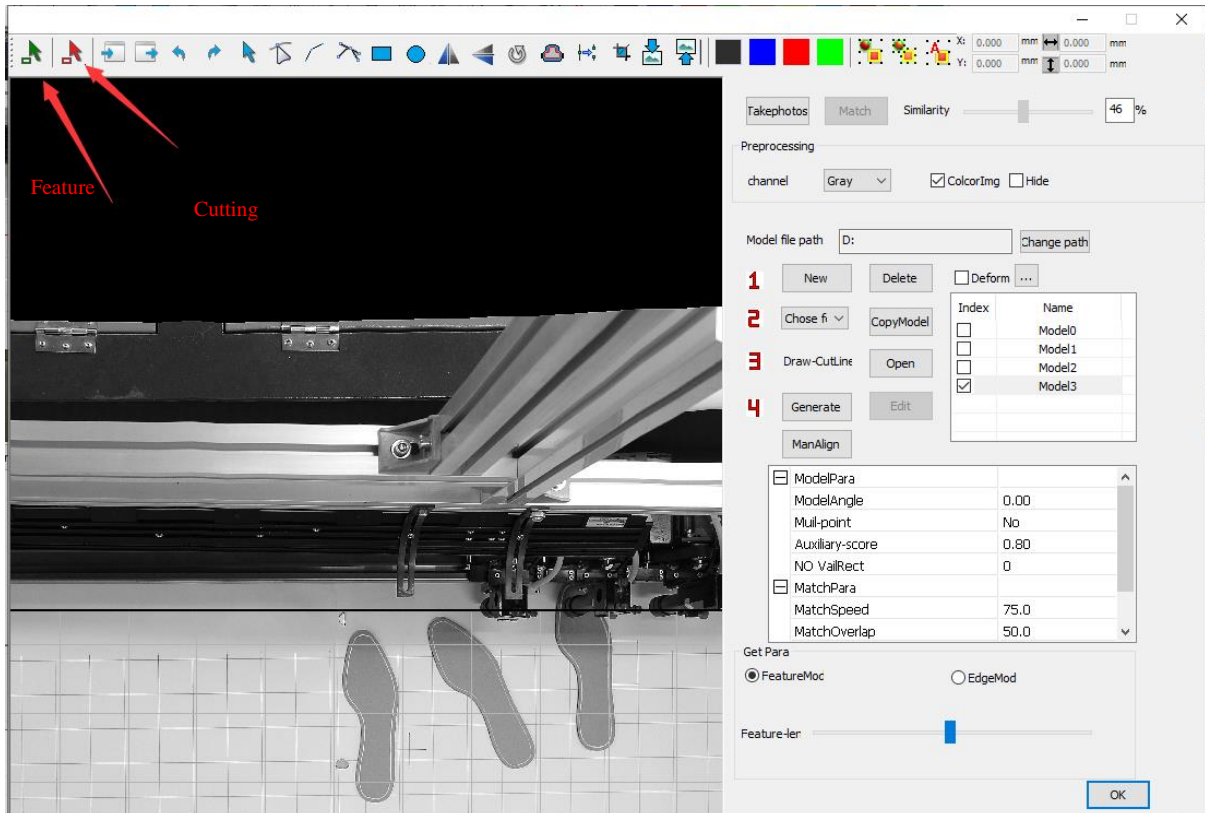 X: 0.000 mm 0.000 mm
Y: 0.000 mm 0.000 mm
Feature
Cutting
Takephotos Match Similarity 46 %
Preprocessing
channel Gray ColcorImg Hide
Model file path D: Change path
1 New Delete Deform ...
2 Chose fi CopyModel
3 Draw-CutLine Open
4 Generate Edit
ManAlign
Index Name
Model0
Model1
Model2
Model3
ModelPara
ModelAngle 0.00
Muil-point No
Auxiliary-score 0.80
NO VailRect 0
MatchPara
MatchSpeed 75.0
MatchOverlap 50.0
Get Para
FeatureMod EdgeMod
Feature-ler
OK